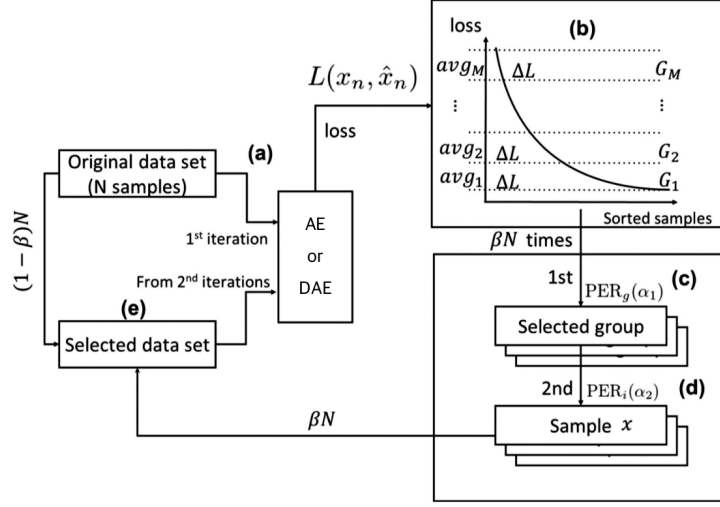 loss
(b)
avg_M
ΔL
G_M
⋮
⋮
avg_2
ΔL
G_2
avg_1
ΔL
G_1
Sorted samples
L(x_n, x̂_n)
loss
(a)
Original data set
(N samples)
1st iteration
AE
or
DAE
(1 − β)N
From 2nd iterations
(e)
Selected data set
βN times
1st
PER_g(α_1)
(c)
Selected group
2nd
PER_i(α_2)
(d)
Sample x
βN